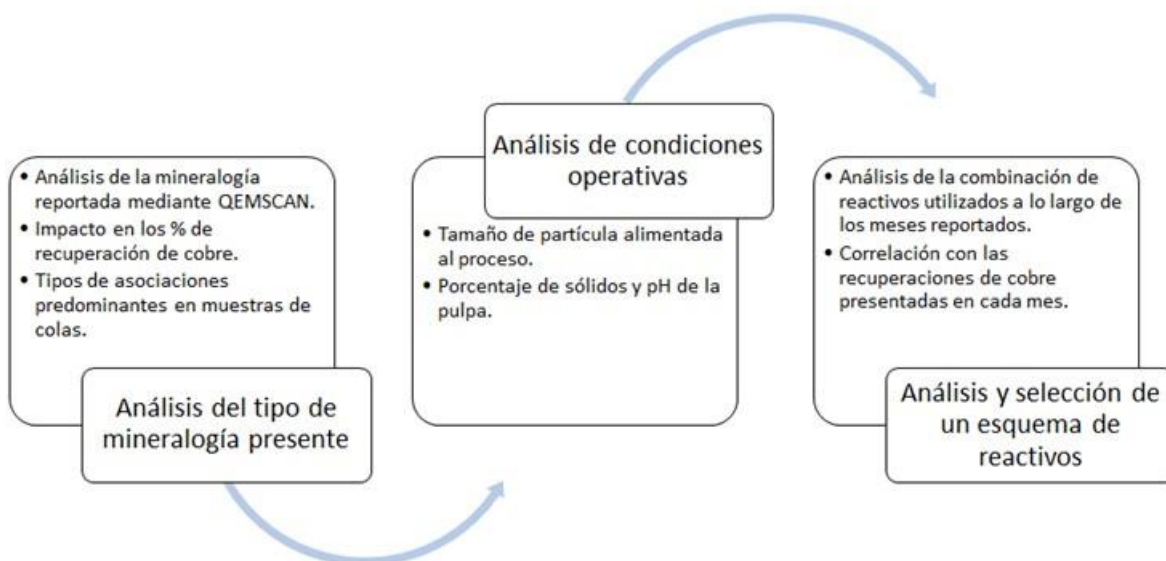 • Análisis de la mineralogía
reportada mediante QEMSCAN.
• Impacto en los % de
recuperación de cobre.
• Tipos de asociaciones
predominantes en muestras de
colas.
Análisis del tipo de
mineralogía presente
Análisis de condiciones
operativas
• Tamaño de partícula alimentada
al proceso.
• Porcentaje de sólidos y pH de la
pulpa.
• Análisis de la combinación de
reactivos utilizados a lo largo de
los meses reportados.
• Correlación con las
recuperaciones de cobre
presentadas en cada mes.
Análisis y selección de
un esquema de
reactivos